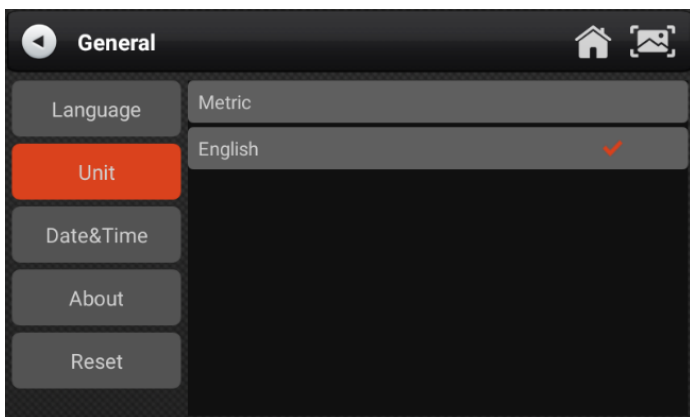 General
Language
Unit
Date&Time
About
Reset
Metric
English